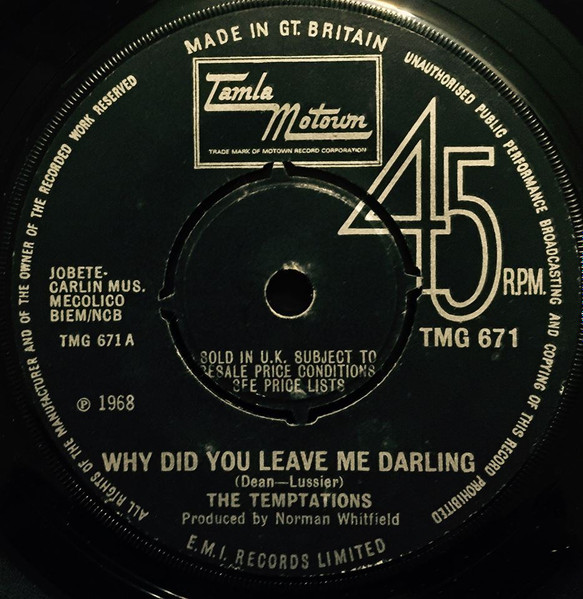 MADE IN GT. BRITAIN
Tamla
Motown
TRADE MARK OF MOTOWN RECORD CORPORATION
45
R.P.M.
TMG 671
JOBETE-
CARLIN MUS.
MECOLICO
BIEM/NCB
TMG 671A
℗ 1968
SOLD IN U.K. SUBJECT TO
RESALE PRICE CONDITIONS
SEE PRICE LISTS
WHY DID YOU LEAVE ME DARLING
(Dean—Lussier)
THE TEMPTATIONS
Produced by Norman Whitfield
E.M.I. RECORDS LIMITED
ALL RIGHTS OF THE MANUFACTURER AND OF THE OWNER OF THE RECORDED WORK RESERVED
UNAUTHORISED PUBLIC PERFORMANCE BROADCASTING AND COPYING OF THIS RECORD PROHIBITED